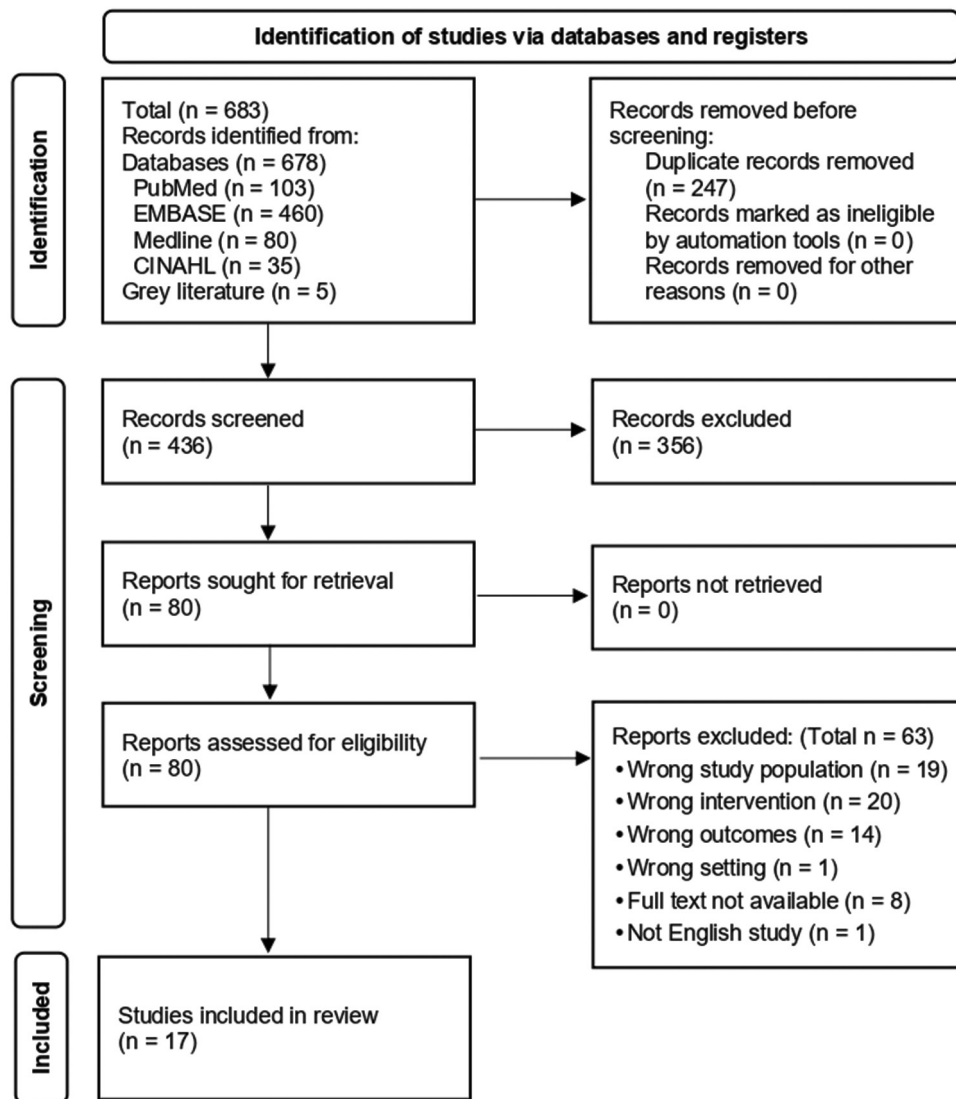 Identification of studies via databases and registers
Identification
Total (n = 683)
Records identified from:
Databases (n = 678)
PubMed (n = 103)
EMBASE (n = 460)
Medline (n = 80)
CINAHL (n = 35)
Grey literature (n = 5)
Records removed before
screening:
Duplicate records removed
(n = 247)
Records marked as ineligible
by automation tools (n = 0)
Records removed for other
reasons (n = 0)
Screening
Records screened
(n = 436)
Records excluded
(n = 356)
Reports sought for retrieval
(n = 80)
Reports not retrieved
(n = 0)
Reports assessed for eligibility
(n = 80)
Reports excluded: (Total n = 63)
•Wrong study population (n = 19)
•Wrong intervention (n = 20)
•Wrong outcomes (n = 14)
•Wrong setting (n = 1)
•Full text not available (n = 8)
•Not English study (n = 1)
Included
Studies included in review
(n = 17)